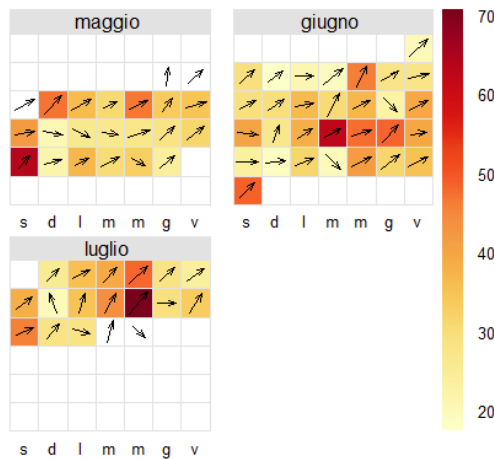 maggio
giugno
s d l m m g v
s d l m m g v
luglio
s d l m m g v
70
60
50
40
30
20